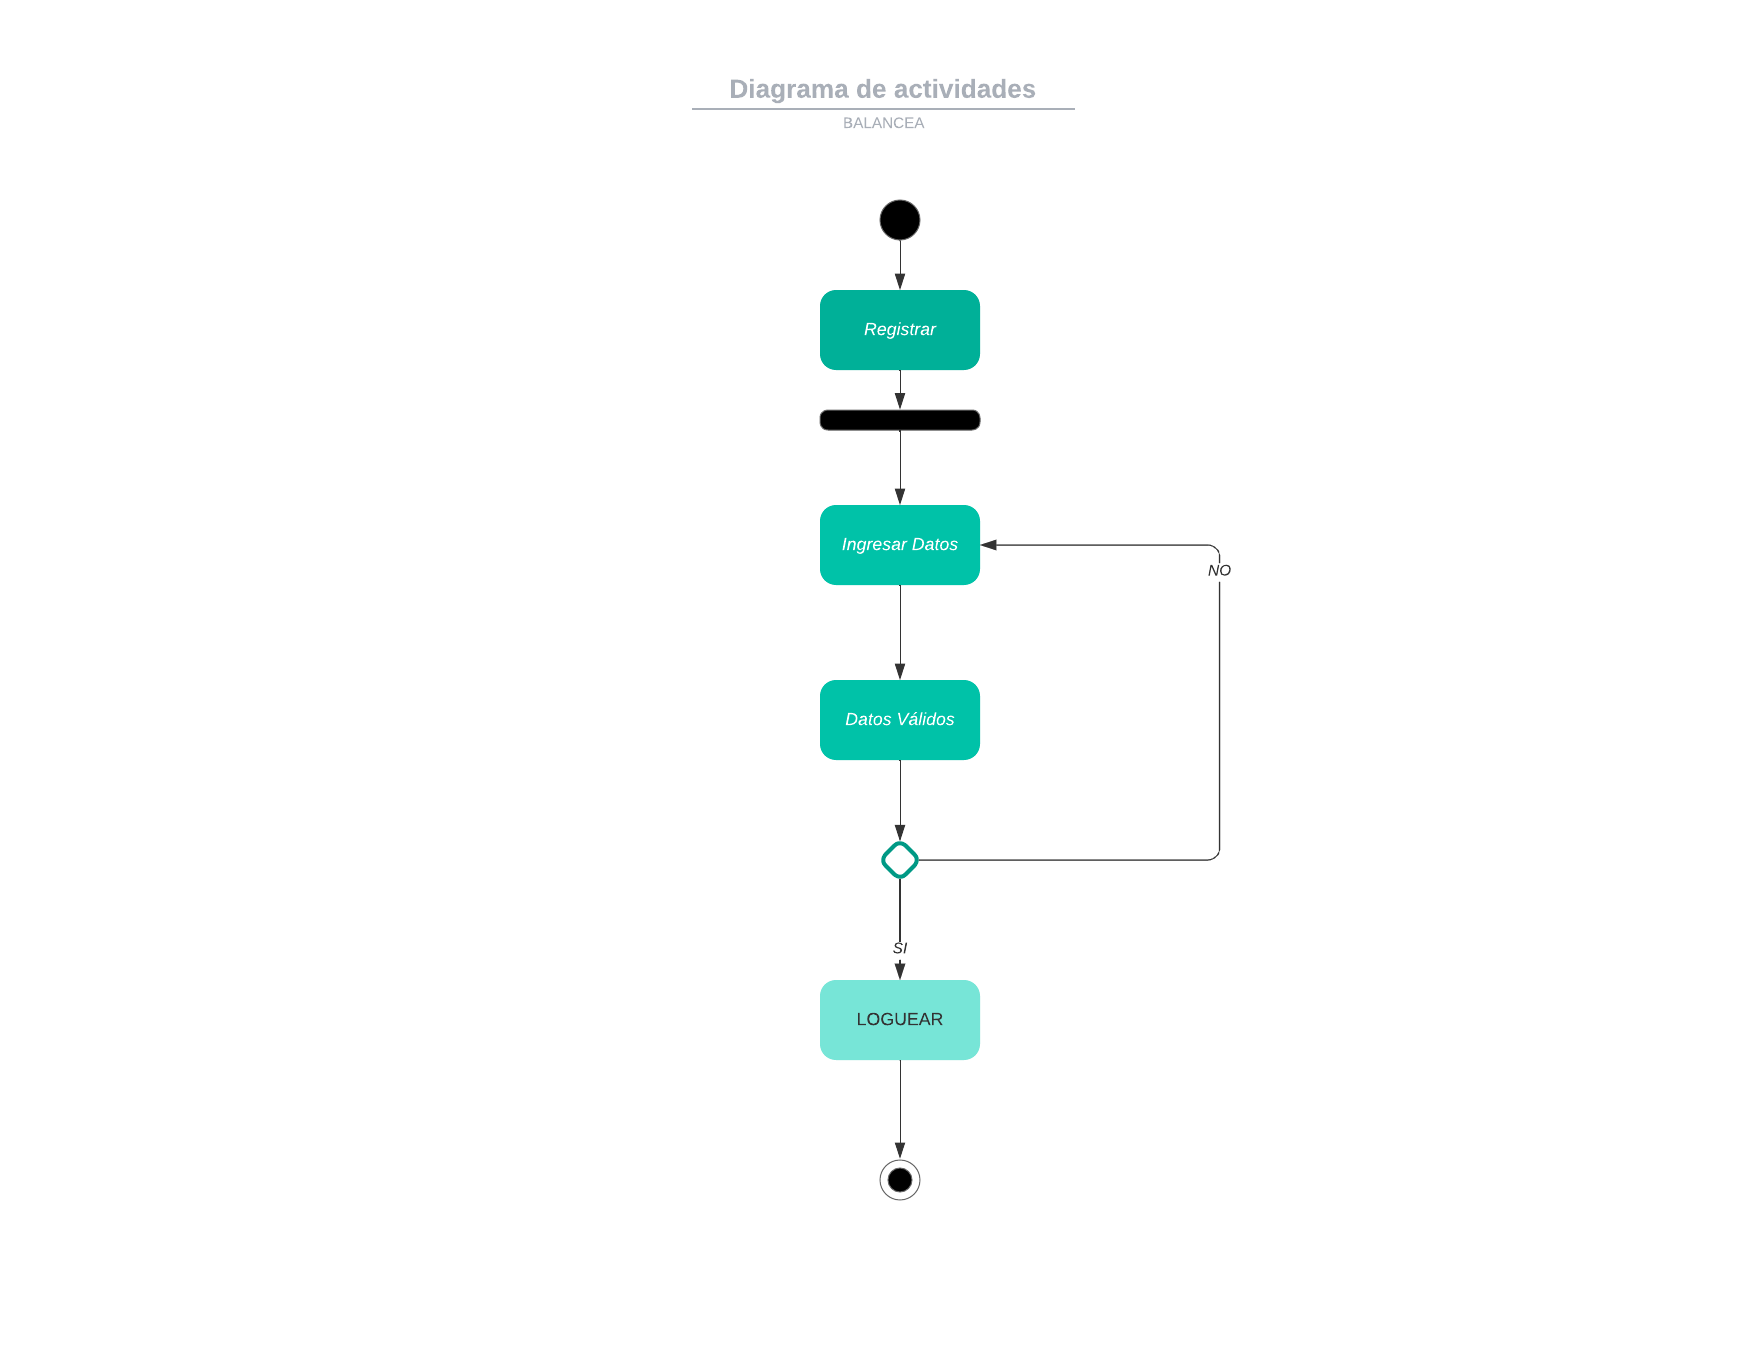 Diagrama de actividades
BALANCEA
Registrar
Ingresar Datos
NO
Datos Válidos
SI
LOGUEAR